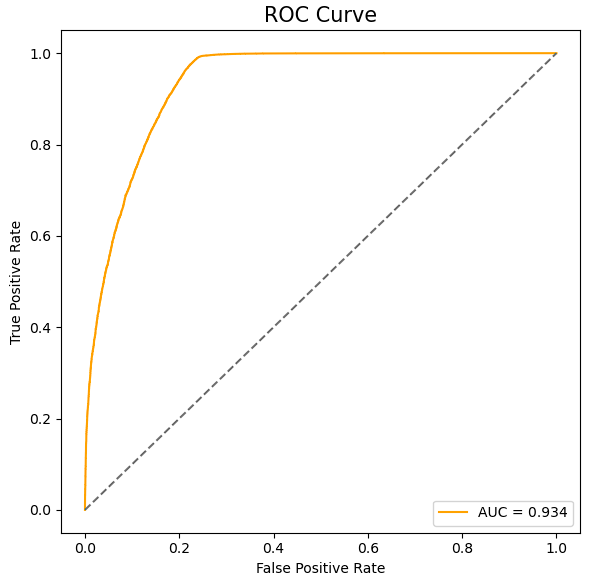 ROC Curve
True Positive Rate
1.0
0.8
0.6
0.4
0.2
0.0
0.0 0.2 0.4 0.6 0.8 1.0
False Positive Rate
AUC = 0.934